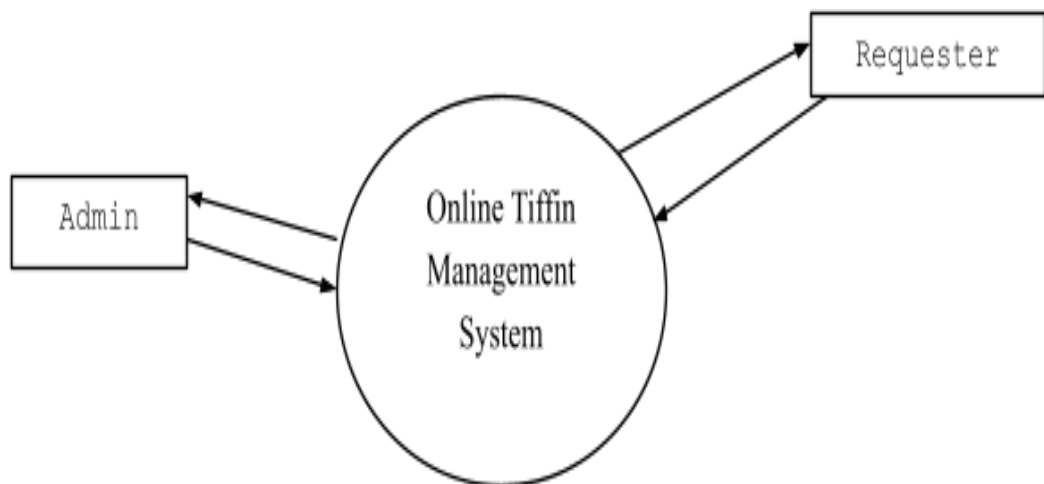 Requester
Admin
Online Tiffin
Management
System